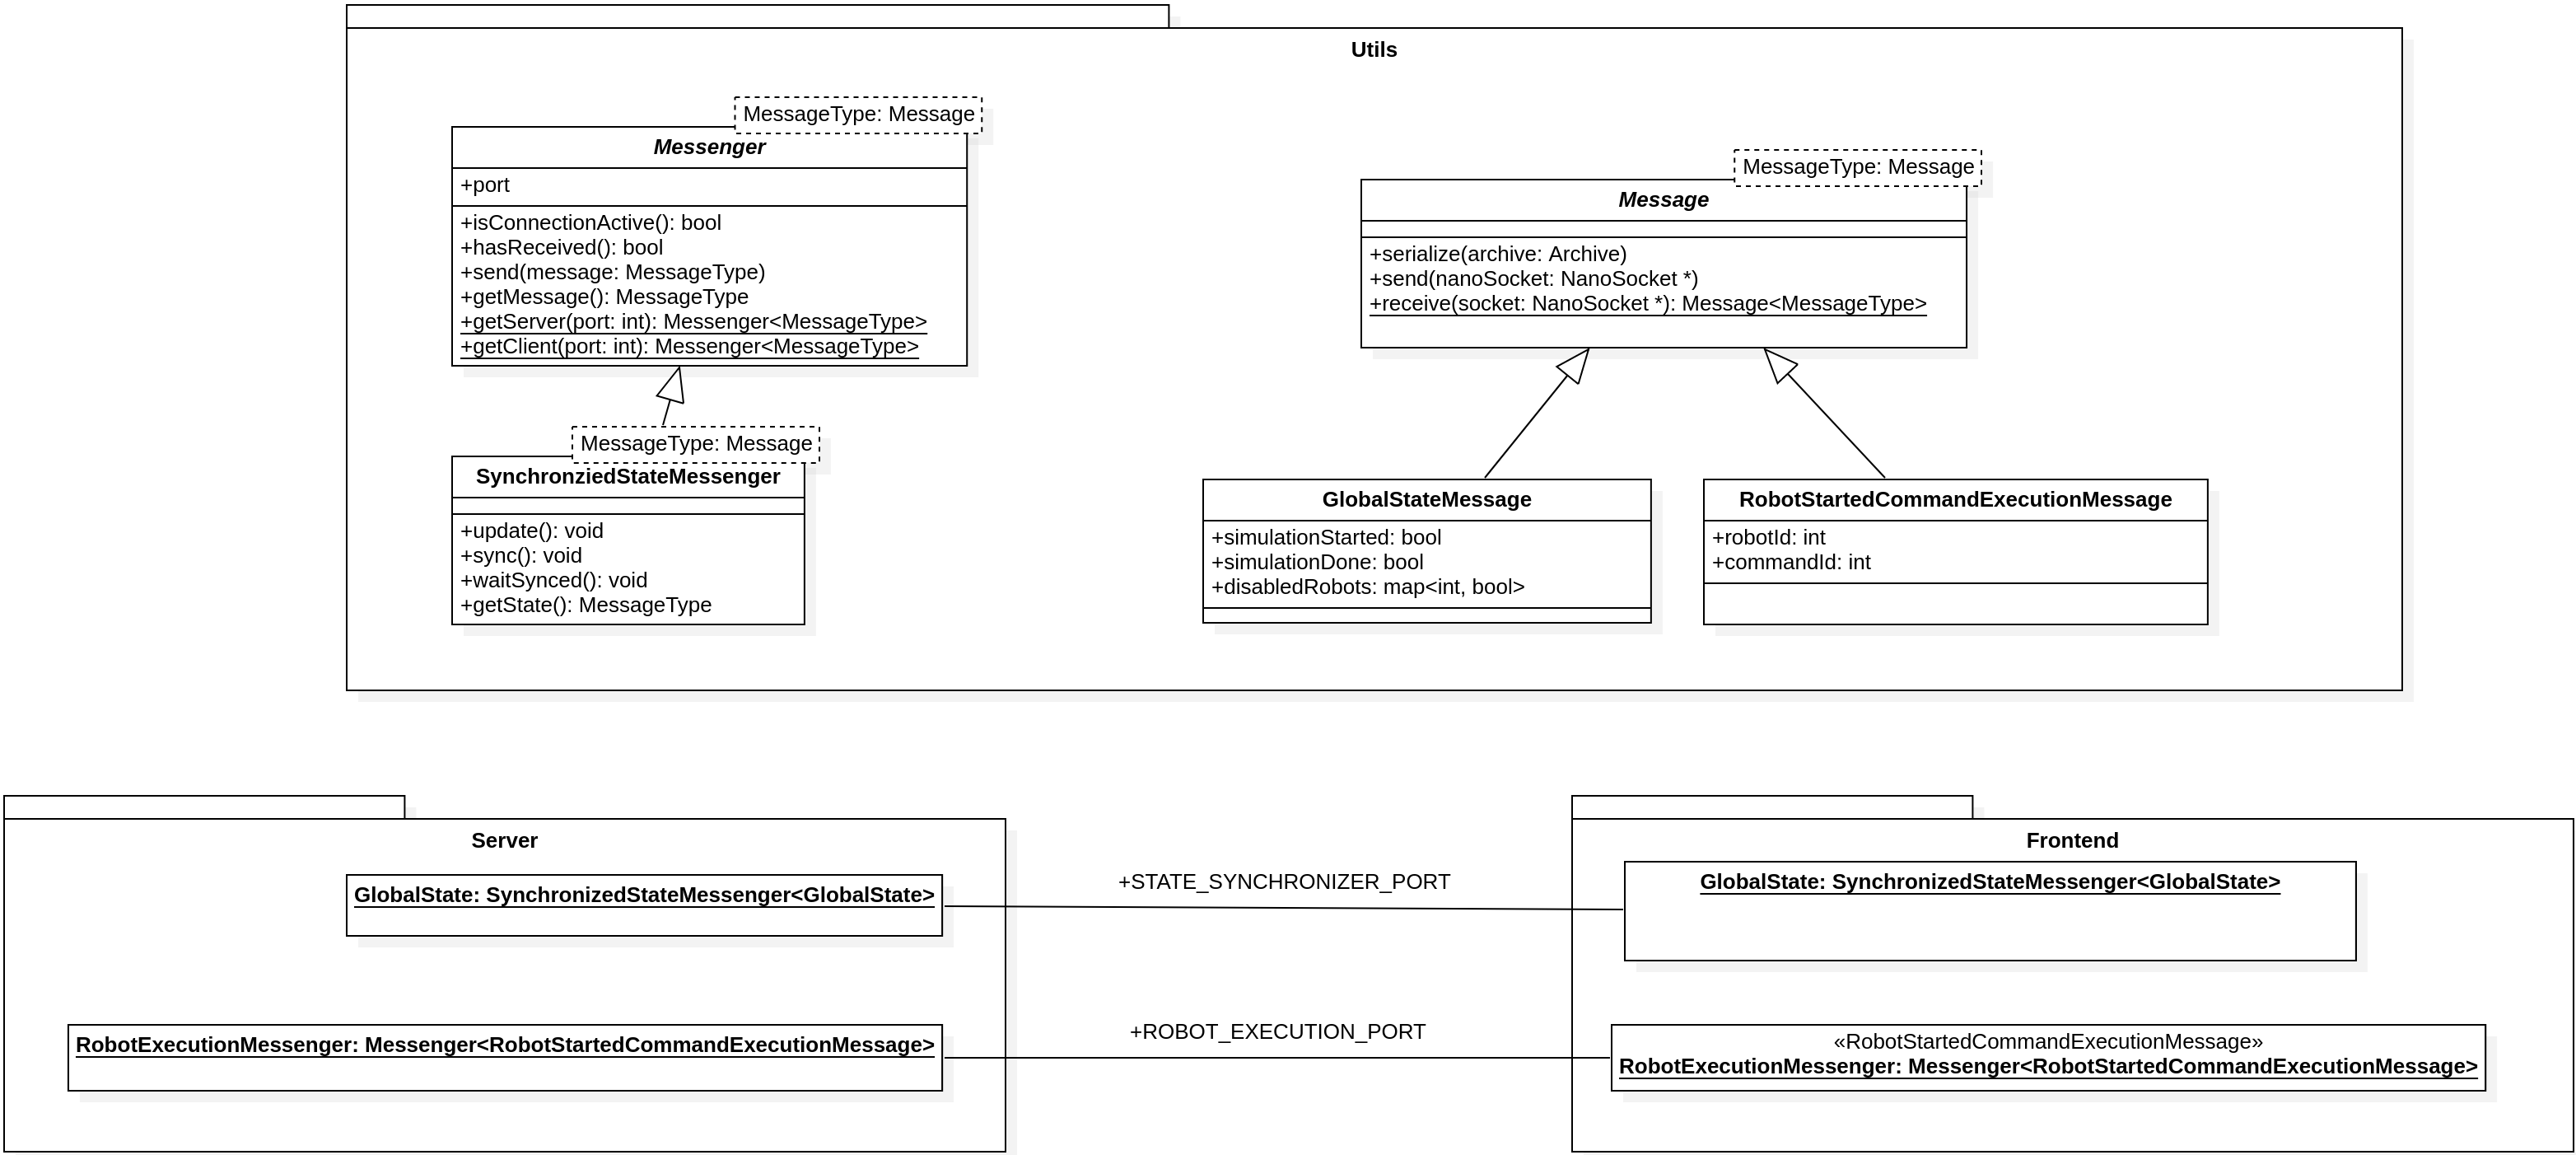 Utils
MessageType: Message
Messenger
+port
+isConnectionActive(): bool
+hasReceived(): bool
+send(message: MessageType)
+getMessage(): MessageType
+getServer(port: int): Messenger<MessageType>
+getClient(port: int): Messenger<MessageType>
MessageType: Message
SynchronziedStateMessenger
+update(): void
+sync(): void
+waitSynced(): void
+getState(): MessageType
MessageType: Message
Message
+serialize(archive: Archive)
+send(nanoSocket: NanoSocket *)
+receive(socket: NanoSocket *): Message<MessageType>
GlobalStateMessage
+simulationStarted: bool
+simulationDone: bool
+disabledRobots: map<int, bool>
RobotStartedCommandExecutionMessage
+robotId: int
+commandId: int
Server
GlobalState: SynchronizedStateMessenger<GlobalState>
RobotExecutionMessenger: Messenger<RobotStartedCommandExecutionMessage>
+STATE_SYNCHRONIZER_PORT
+ROBOT_EXECUTION_PORT
Frontend
GlobalState: SynchronizedStateMessenger<GlobalState>
«RobotStartedCommandExecutionMessage»
RobotExecutionMessenger: Messenger<RobotStartedCommandExecutionMessage>